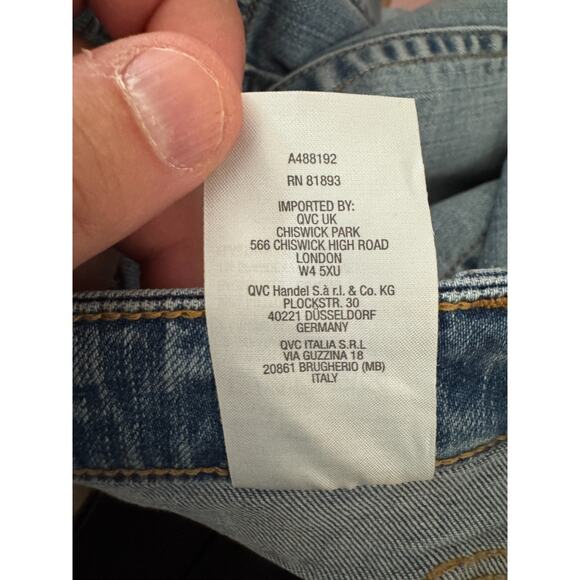 A488192
RN 81893
IMPORTED BY:
QVC UK
CHISWICK PARK
566 CHISWICK HIGH ROAD
LONDON
W4 5XU
QVC Handel S.à r.l. & Co. KG
PLOCKSTR. 30
40221 DÜSSELDORF
GERMANY
QVC ITALIA S.R.L
VIA GUZZINA 18
20861 BRUGHERIO (MB)
ITALY